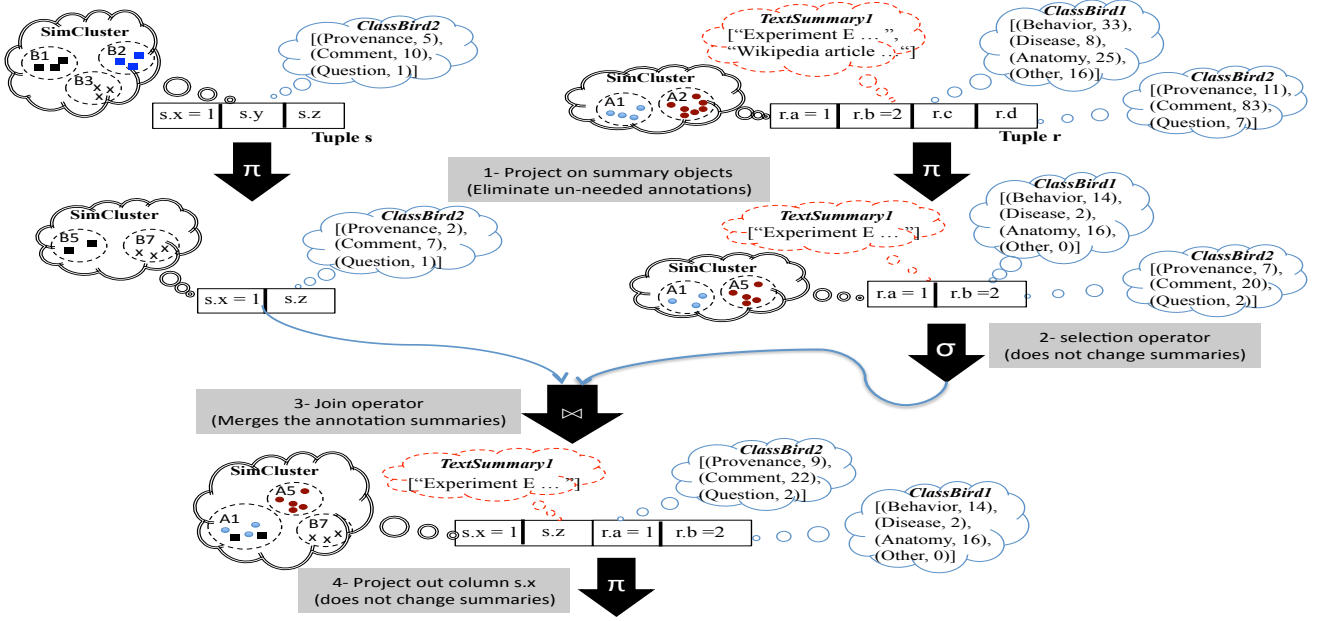 SimCluster
B1
B2
B3
ClassBird2
[(Provenance, 5),
(Comment, 10),
(Question, 1)]
s.x = 1
s.y
s.z
Tuple s
TextSummary1
[“Experiment E … ”,
“Wikipedia article …“]
ClassBird1
[(Behavior, 33),
(Disease, 8),
(Anatomy, 25),
(Other, 16)]
ClassBird2
[(Provenance, 11),
(Comment, 83),
(Question, 7)]
SimCluster
A1
A2
r.a = 1
r.b =2
r.c
r.d
Tuple r
π
1- Project on summary objects
(Eliminate un-needed annotations)
π
SimCluster
B5
B7
ClassBird2
[(Provenance, 2),
(Comment, 7),
(Question, 1)]
s.x = 1
s.z
TextSummary1
[“Experiment E … ”]
ClassBird1
[(Behavior, 14),
(Disease, 2),
(Anatomy, 16),
(Other, 0)]
ClassBird2
[(Provenance, 7),
(Comment, 20),
(Question, 2)]
SimCluster
A1
A5
r.a = 1
r.b =2
σ
2- selection operator
(does not change summaries)
3- Join operator
(Merges the annotation summaries)
⋈
SimCluster
A5
A1
B7
TextSummary1
[“Experiment E … ”]
ClassBird2
[(Provenance, 9),
(Comment, 22),
(Question, 2)]
ClassBird1
[(Behavior, 14),
(Disease, 2),
(Anatomy, 16),
(Other, 0)]
s.x = 1
s.z
r.a = 1
r.b =2
4- Project out column s.x
(does not change summaries)
π